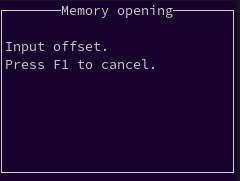 Memory opening
Input offset.
Press F1 to cancel.